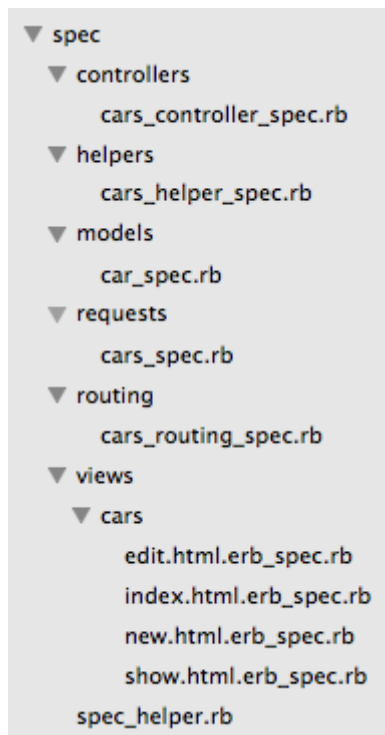 spec
controllers
cars_controller_spec.rb
helpers
cars_helper_spec.rb
models
car_spec.rb
requests
cars_spec.rb
routing
cars_routing_spec.rb
views
cars
edit.html.erb_spec.rb
index.html.erb_spec.rb
new.html.erb_spec.rb
show.html.erb_spec.rb
spec_helper.rb